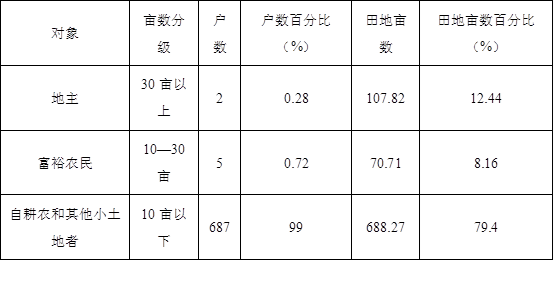 对象 亩数分级 户数 户数百分比（%） 田地亩数 田地亩数百分比（%）
地主 30 亩以上 2 0.28 107.82 12.44
富裕农民 10—30亩 5 0.72 70.71 8.16
自耕农和其他小土地者 10 亩以下 687 99 688.27 79.4